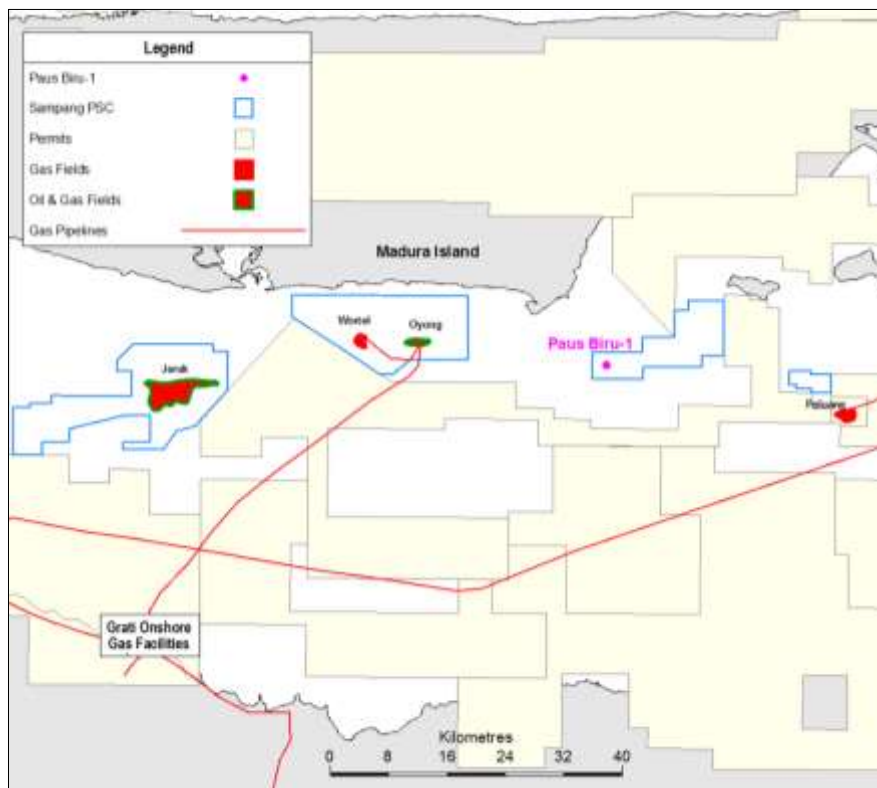 Legend
Paus Biru-1
Sampang PSC
Permits
Gas Fields
Oil & Gas Fields
Gas Pipelines
Madura Island
Wortel
Oyong
Paus Biru-1
Jeruk
Peluang
Grati Onshore
Gas Facilities
Kilometres
0 8 16 24 32 40